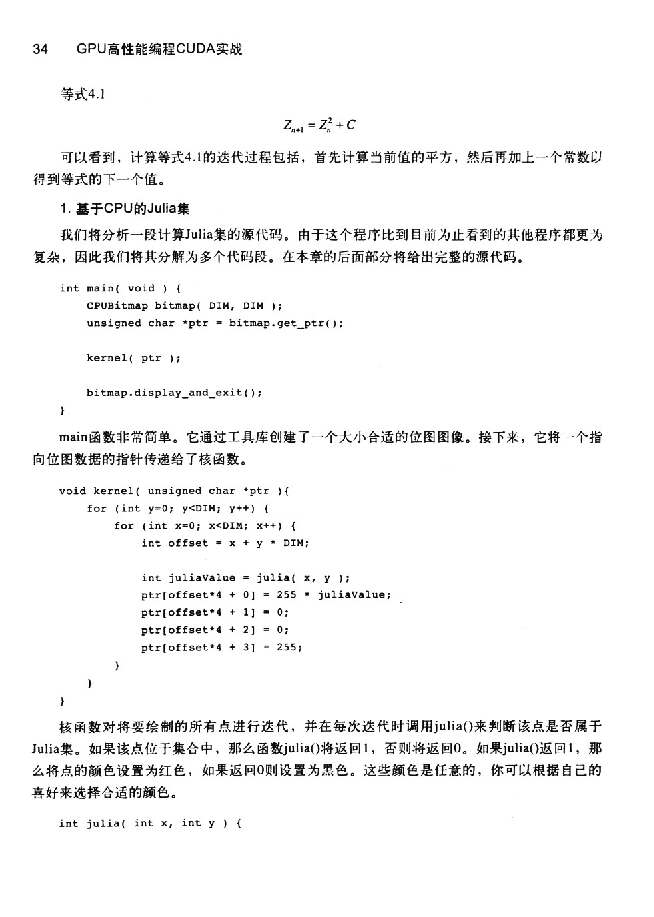 34 GPU高性能编程CUDA实战
等式4.1
Zn+1 = Zn² + C
可以看到，计算等式4.1的迭代过程包括，首先计算当前值的平方，然后再加上一个常数以
得到等式的下一个值。
1. 基于CPU的Julia集
我们将分析一段计算Julia集的源代码。由于这个程序比到目前为止看到的其他程序都更为
复杂，因此我们将其分解为多个代码段。在本章的后面部分将给出完整的源代码。
int main( void ) {
CPUBitmap bitmap( DIM, DIM );
unsigned char *ptr = bitmap.get_ptr();
kernel( ptr );
bitmap.display_and_exit();
}
main函数非常简单。它通过工具库创建了一个大小合适的位图图像。接下来，它将一个指
向位图数据的指针传递给了核函数。
void kernel( unsigned char *ptr ){
for (int y=0; y<DIM; y++) {
for (int x=0; x<DIM; x++) {
int offset = x + y * DIM;
int juliaValue = julia( x, y );
ptr[offset*4 + 0] = 255 * juliaValue;
ptr[offset*4 + 1] = 0;
ptr[offset*4 + 2] = 0;
ptr[offset*4 + 3] = 255;
}
}
}
核函数对将要绘制的所有点进行迭代，并在每次迭代时调用julia()来判断该点是否属于
Julia集。如果该点位于集合中，那么函数julia()将返回1，否则将返回0。如果julia()返回1，那
么将点的颜色设置为红色，如果返回0则设置为黑色。这些颜色是任意的，你可以根据自己的
喜好来选择合适的颜色。
int julia( int x, int y ) {